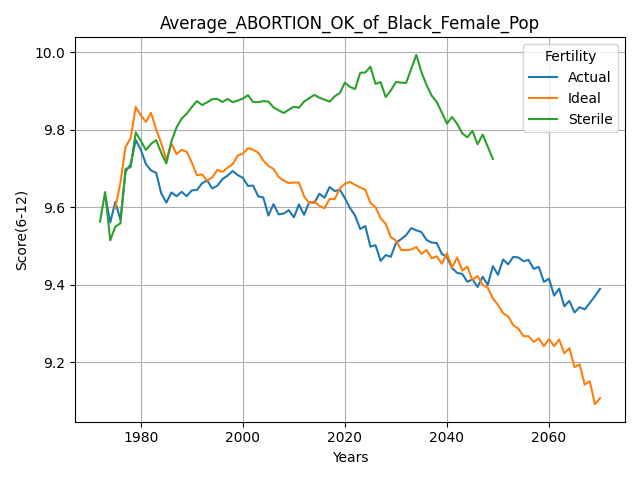 Average_ABORTION_OK_of_Black_Female_Pop
Fertility
Actual
Ideal
Sterile
Score(6-12)
10.0
9.8
9.6
9.4
9.2
1980
2000
2020
2040
2060
Years